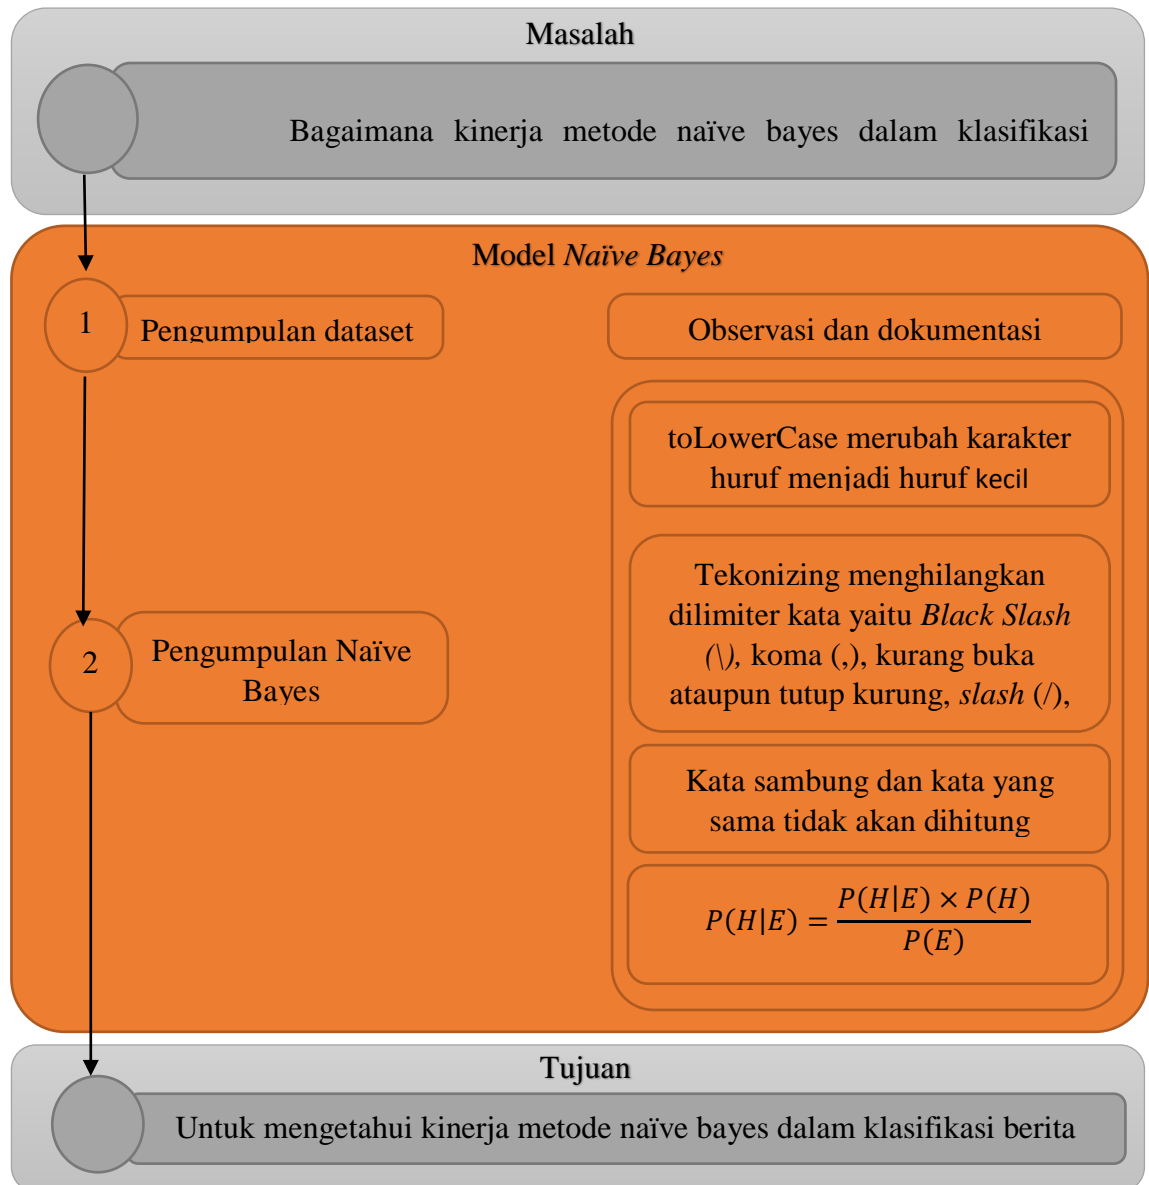 Masalah
Bagaimana kinerja metode naïve bayes dalam klasifikasi
Model Naïve Bayes
1
Pengumpulan dataset
Observasi dan dokumentasi
toLowerCase merubah karakter
huruf menjadi huruf kecil
Tekonizing menghilangkan
dilimiter kata yaitu Black Slash
(\), koma (,), kurang buka
ataupun tutup kurung, slash (/),
2
Pengumpulan Naïve
Bayes
Kata sambung dan kata yang
sama tidak akan dihitung
P(H|E) = P(H|E) × P(H) / P(E)
Tujuan
Untuk mengetahui kinerja metode naïve bayes dalam klasifikasi berita